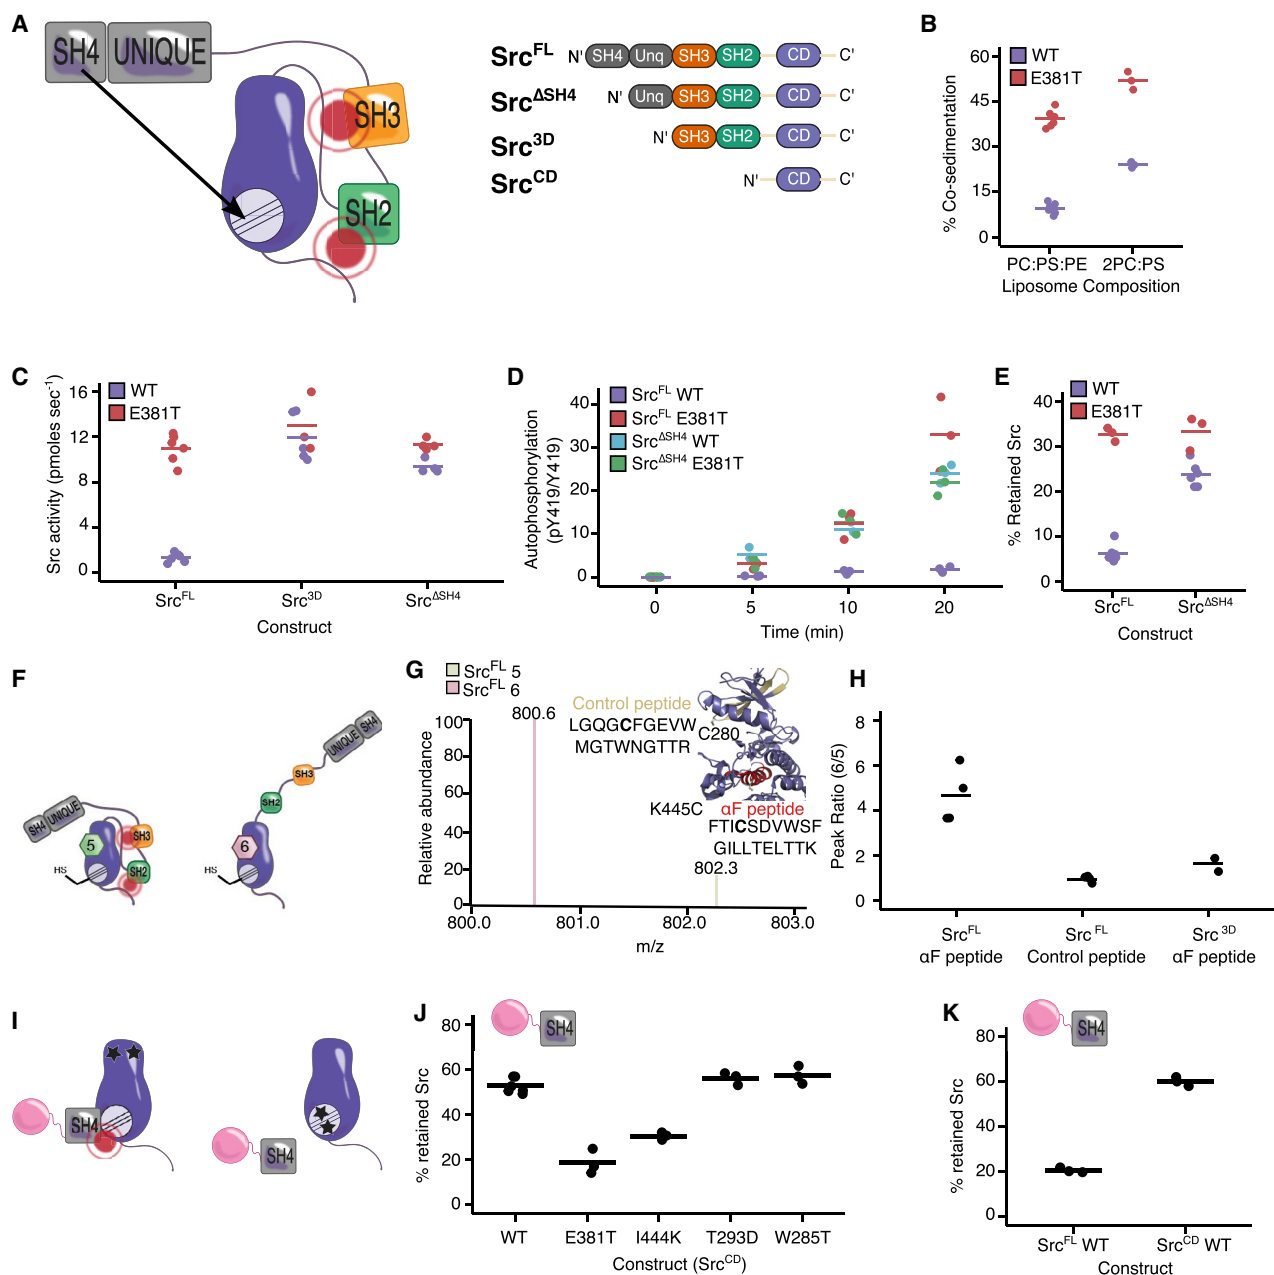 A
SH4
UNIQUE
SH3
SH2
Src^FL N' SH4 Unq SH3 SH2 CD C'
Src^ΔSH4 N' Unq SH3 SH2 CD C'
Src^3D N' SH3 SH2 CD C'
Src^CD N' CD C'
B
WT
E381T
% Co-sedimentation
60
45
30
15
0
PC:PS:PE 2PC:PS
Liposome Composition
C
WT
E381T
Src activity (pmoles sec^-1)
16
12
8
4
0
Src^FL Src^3D Src^ΔSH4
Construct
D
Src^FL WT
Src^FL E381T
Src^ΔSH4 WT
Src^ΔSH4 E381T
Autophosphorylation
(pY419/Y419)
40
30
20
10
0
0 5 10 20
Time (min)
E
WT
E381T
% Retained Src
40
30
20
10
0
Src^FL Src^ΔSH4
Construct
F
SH4
UNIQUE
5
SH3
SH2
HS
UNIQUE
SH4
SH3
SH2
6
HS
G
Src^FL 5
Src^FL 6
Relative abundance
100
80
60
40
20
0
800.6
Control peptide
LGQGCFGEVW
MGTWNGTTR
C280
K445C
αF peptide
FTICSDVWSF
GILLTELTTK
802.3
800.0 801.0 802.0 803.0
m/z
H
Peak Ratio (6/5)
8
6
4
2
0
Src^FL Src^FL Src^3D
αF peptide Control peptide αF peptide
I
SH4
SH4
J
SH4
% retained Src
80
60
40
20
0
WT E381T I444K T293D W285T
Construct (Src^CD)
K
SH4
% retained Src
80
60
40
20
0
Src^FL WT Src^CD WT
Construct